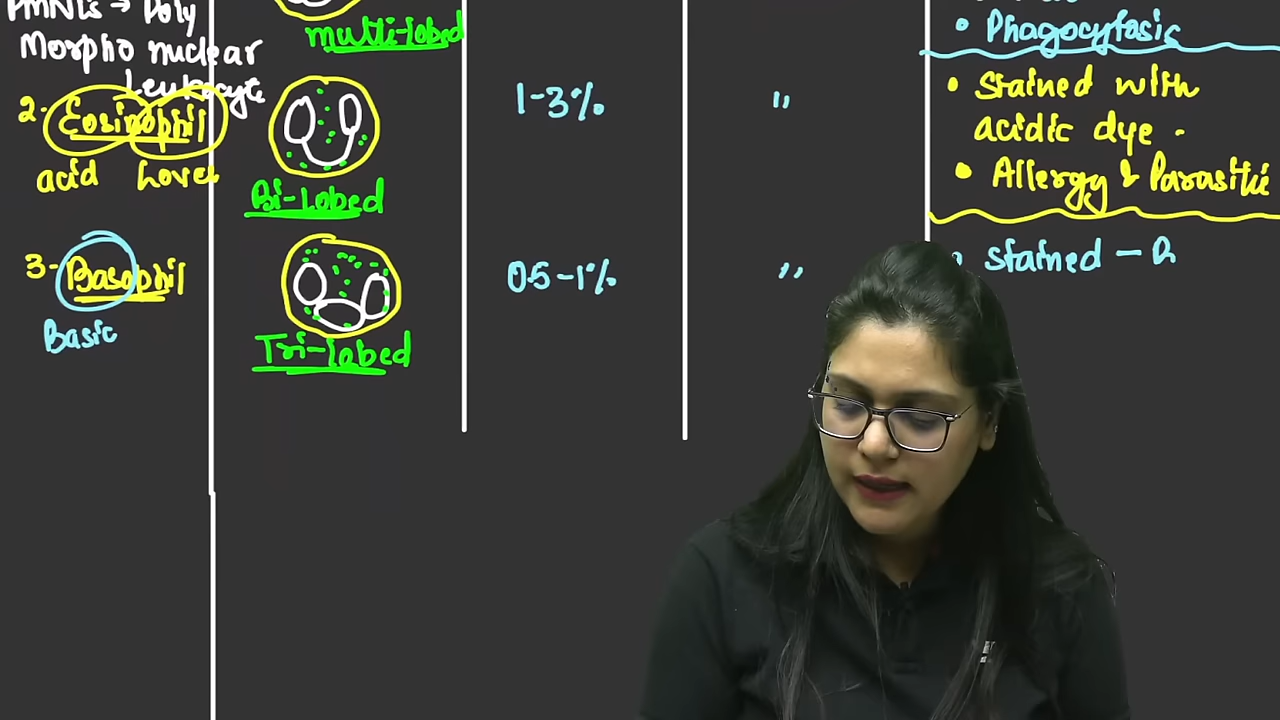 PMNLs → Poly
Morpho nuclear
Leukocyte
multi-lobed
• Phagocytosis
2- Eosinophil
acid Loves
Bi-Lobed
1-3%
"
• Stained with
acidic dye -
• Allergy & Parasitic
3- Basophil
Basic
Tri-lobed
0.5-1%
"
• Stained -